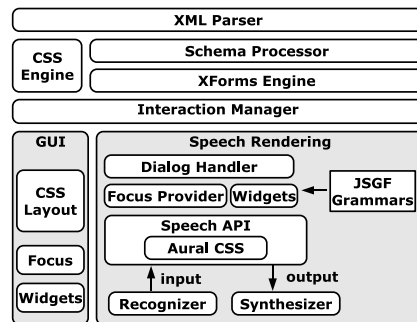 XML Parser
CSS
Engine
Schema Processor
XForms Engine
Interaction Manager
GUI
CSS
Layout
Focus
Widgets
Speech Rendering
Dialog Handler
Focus Provider
Widgets
JSGF
Grammars
Speech API
Aural CSS
input
output
Recognizer
Synthesizer